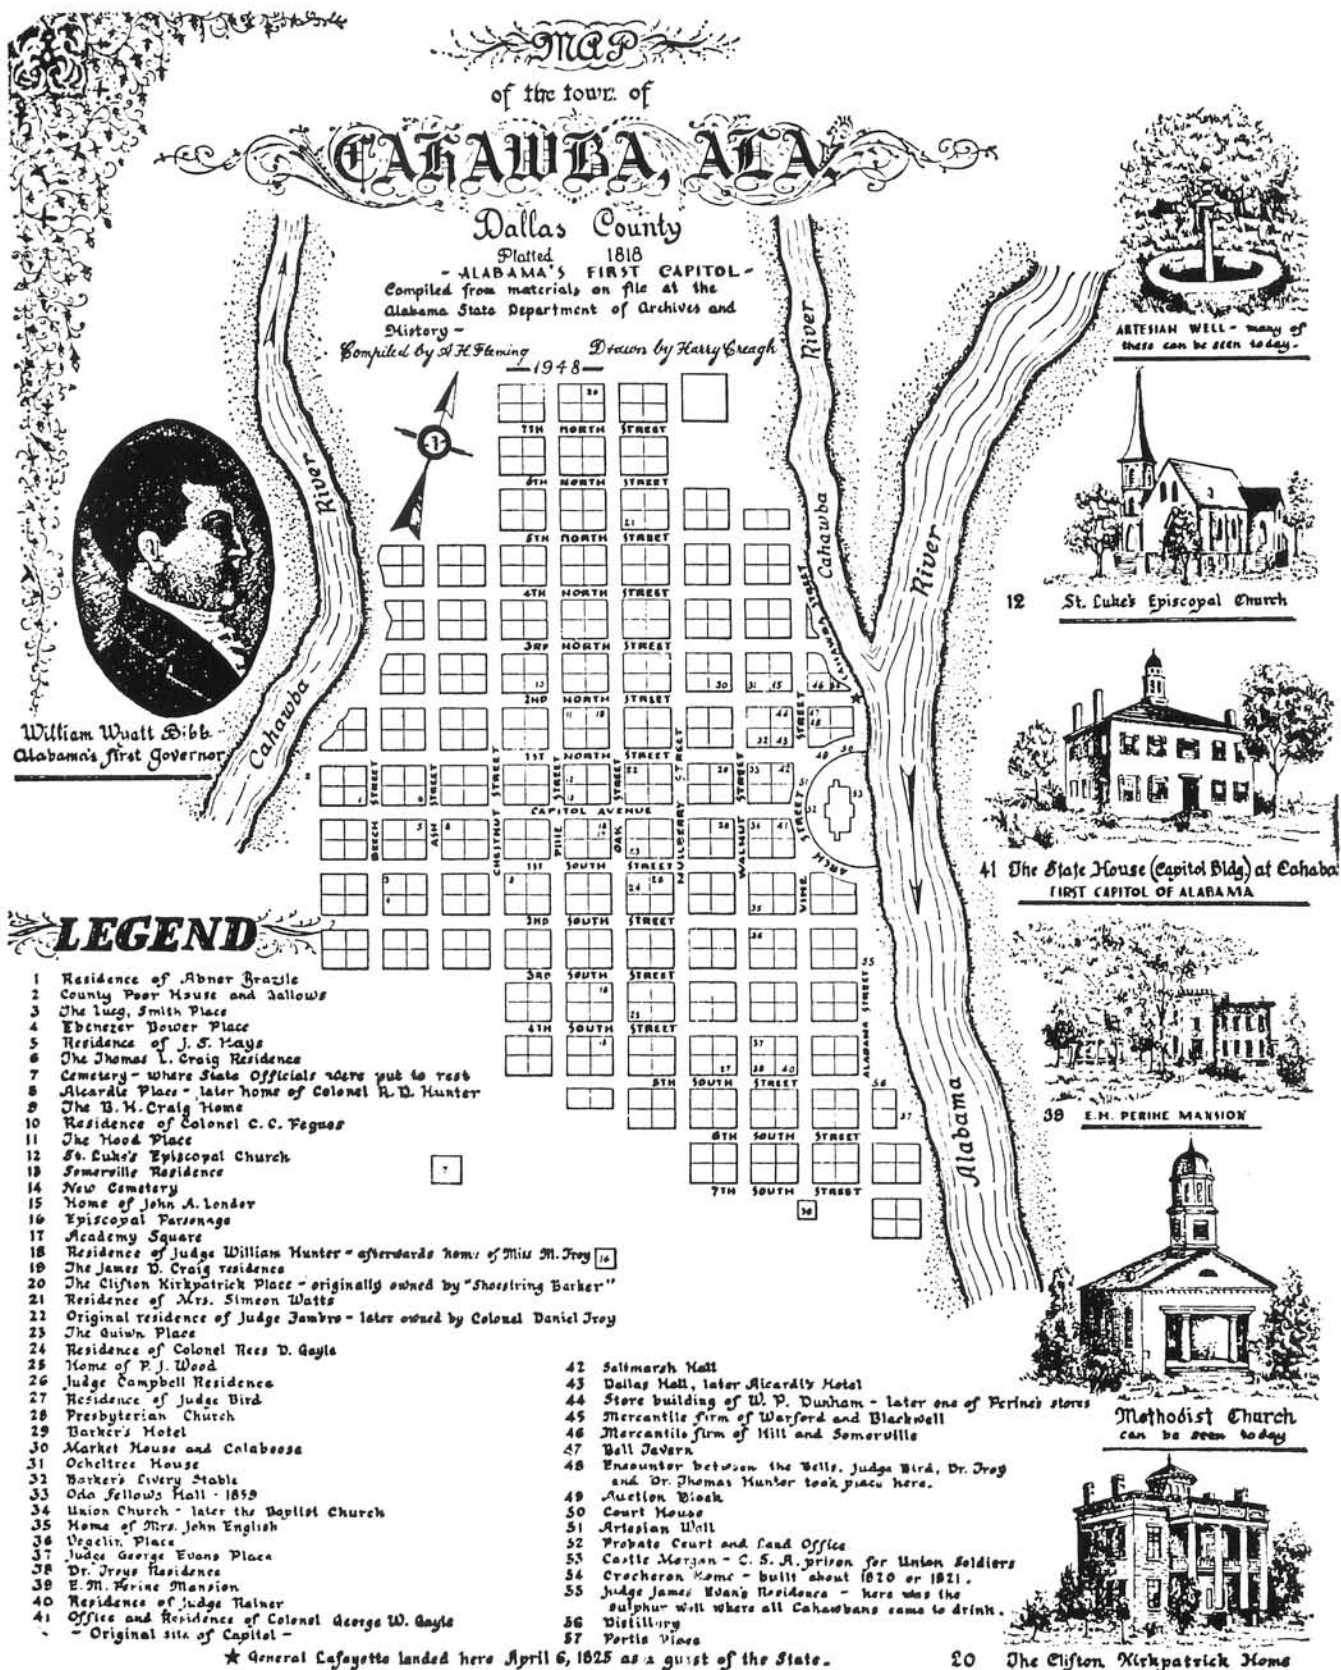 MAP
of the town of
CAHAWBA, ALA.
Dallas County
Platted 1818
- ALABAMA'S FIRST CAPITOL -
Compiled from materials on file at the
Alabama State Department of Archives and
History -
Compiled by A H Fleming Drawn by Harry Creagh
- 1948 -
River
Cahawba
River
Cahawba
River
Alabama
William Wyatt Bibb
Alabama's first Governor
ARTESIAN WELL - many of
these can be seen today.
12 St. Luke's Episcopal Church
41 The State House (Capitol Bldg.) at Cahaba
FIRST CAPITOL OF ALABAMA
39 E.M. PERINE MANSION
Methodist Church
can be seen today
20 The Clifton Kirkpatrick Home
7TH NORTH STREET
6TH NORTH STREET
5TH NORTH STREET
4TH NORTH STREET
3RD NORTH STREET
2ND NORTH STREET
1ST NORTH STREET
CAPITOL AVENUE
1ST SOUTH STREET
2ND SOUTH STREET
3RD SOUTH STREET
4TH SOUTH STREET
5TH SOUTH STREET
6TH SOUTH STREET
7TH SOUTH STREET
BEECH STREET
ASH STREET
CHESTNUT STREET
PINE STREET
OAK STREET
MULBERRY STREET
WALNUT STREET
VINE STREET
ARCH STREET
CAHAWBA STREET
ALABAMA STREET
LEGEND
1 Residence of Abner Brazile
2 County Poor House and Gallows
3 The Lucy Smith Place
4 Ebenezer Bower Place
5 Residence of J. S. Hays
6 The Thomas L. Craig Residence
7 Cemetery - where State Officials were put to rest
8 Aicardie Place - later home of Colonel R. D. Hunter
9 The B. H. Craig Home
10 Residence of Colonel C. C. Pegues
11 The Hood Place
12 St. Luke's Episcopal Church
13 Somerville Residence
14 New Cemetery
15 Home of John A. Londer
16 Episcopal Parsonage
17 Academy Square
18 Residence of Judge William Hunter - afterwards home of Miss M. Troy
19 The James D. Craig residence
20 The Clifton Kirkpatrick Place - originally owned by "Shoestring Barker"
21 Residence of Mrs. Simeon Watts
22 Original residence of Judge Jambro - later owned by Colonel Daniel Troy
23 The Guiwn Place
24 Residence of Colonel Rees D. Gayle
25 Home of P. J. Wood
26 Judge Campbell Residence
27 Residence of Judge Bird
28 Presbyterian Church
29 Barker's Hotel
30 Market House and Calaboose
31 Ocheltree House
32 Barker's Livery Stable
33 Odd Fellows Hall - 1859
34 Union Church - later the Baptist Church
35 Home of Mrs. John English
36 Vogelin Place
37 Judge George Evans Place
38 Dr. Troys Residence
39 E. M. Perine Mansion
40 Residence of Judge Rainer
41 Office and Residence of Colonel George W. Gayle
- Original site of Capitol -
42 Saltmarsh Hall
43 Dallas Hall, later Aicardi's Hotel
44 Store building of W. P. Dunham - later one of Perine's stores
45 Mercantile firm of Warford and Blackwell
46 Mercantile firm of Hill and Somerville
47 Bell Tavern
48 Encounter between the Bells, Judge Bird, Dr. Troy
and Dr. Thomas Hunter took place here.
49 Auction Block
50 Court House
51 Artesian Well
52 Probate Court and Land Office
53 Castle Morgan - C. S. A. prison for Union Soldiers
54 Crocheron Home - built about 1820 or 1821.
55 Judge James Evan's Residence - here was the
sulphur well where all Cahawbans came to drink.
56 Distillery
57 Portis Place
★ General Lafayette landed here April 6, 1825 as a guest of the State.